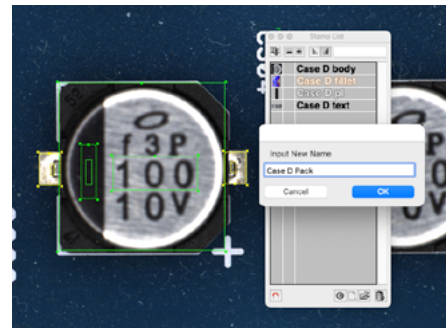 Stamp List
Case D body
Case D fillet
Case D pl
Case D text
f 3 P
100
10V
Input New Name
Case D Pack
Cancel
OK